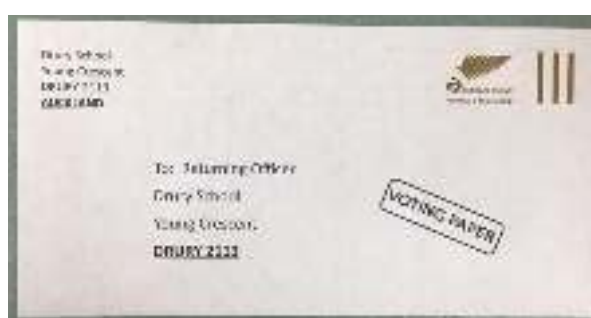 Drury School
Young Crescent
DRURY 2113
AUCKLAND
To: Returning Officer
Drury School
Young Crescent
DRURY 2113
VOTING PAPER